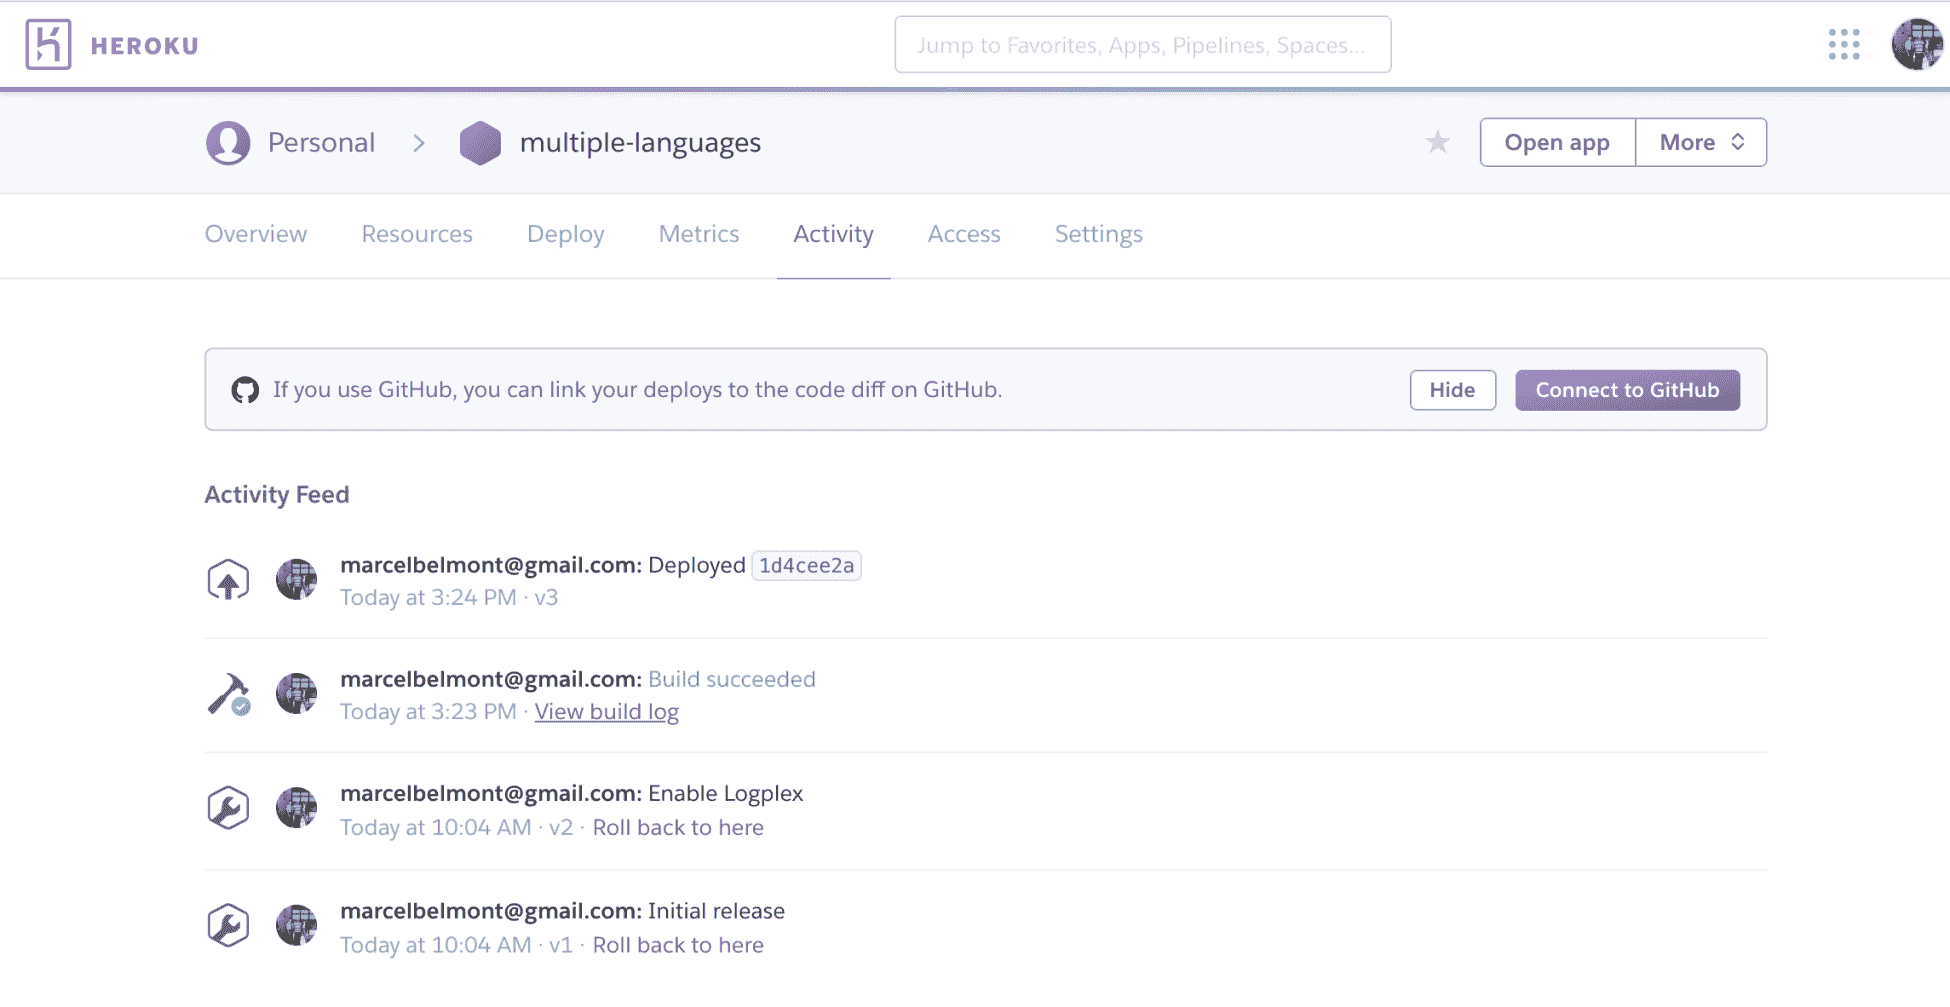 HEROKU
Jump to Favorites, Apps, Pipelines, Spaces...
Personal > multiple-languages
Open app More
Overview Resources Deploy Metrics Activity Access Settings
If you use GitHub, you can link your deploys to the code diff on GitHub.
Hide Connect to GitHub
Activity Feed
marcelbelmont@gmail.com: Deployed 1d4cee2a
Today at 3:24 PM · v3
marcelbelmont@gmail.com: Build succeeded
Today at 3:23 PM · View build log
marcelbelmont@gmail.com: Enable Logplex
Today at 10:04 AM · v2 · Roll back to here
marcelbelmont@gmail.com: Initial release
Today at 10:04 AM · v1 · Roll back to here